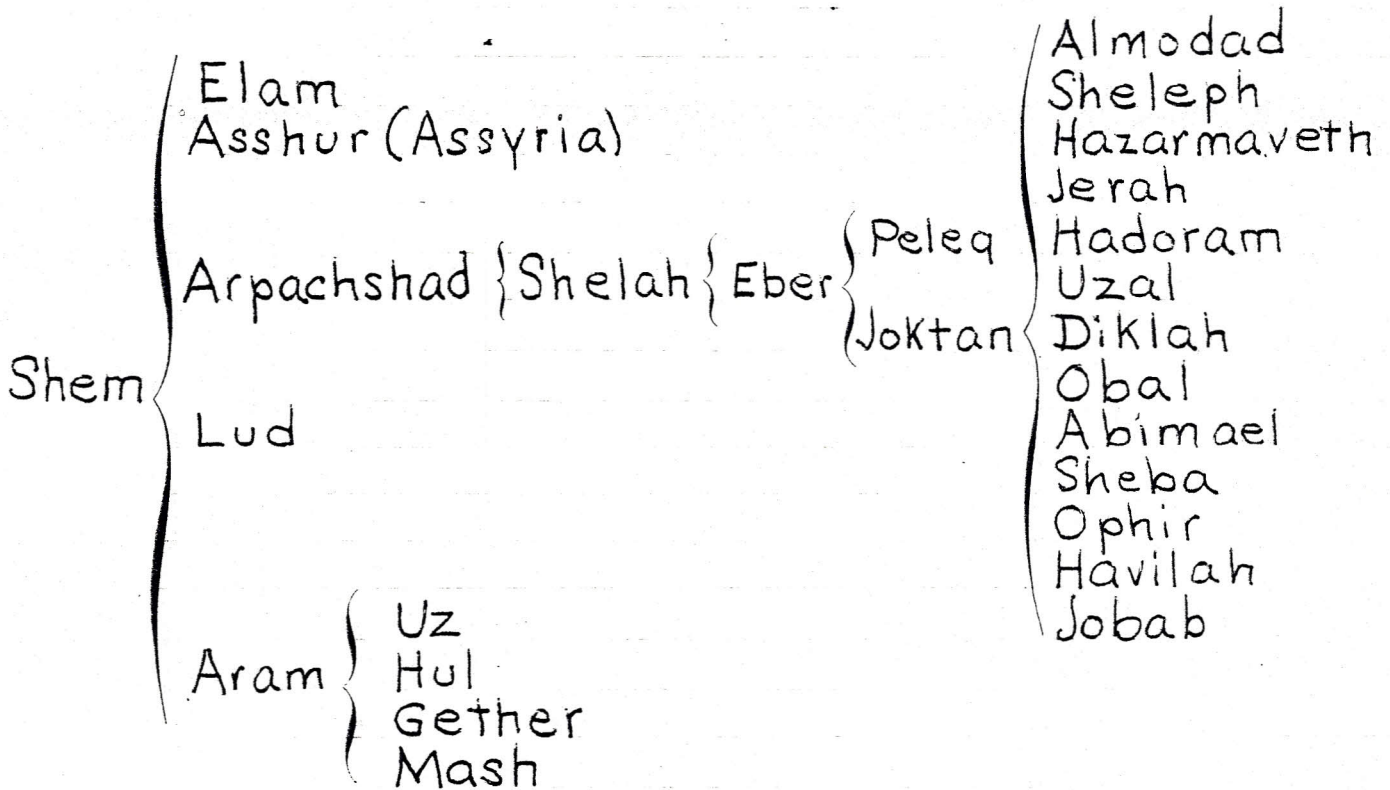 Shem
Elam
Asshur (Assyria)
Arpachshad
Shelah
Eber
Peleg
Joktan
Almodad
Sheleph
Hazarmaveth
Jerah
Hadoram
Uzal
Diklah
Obal
Abimael
Sheba
Ophir
Havilah
Jobab
Lud
Aram
Uz
Hul
Gether
Mash